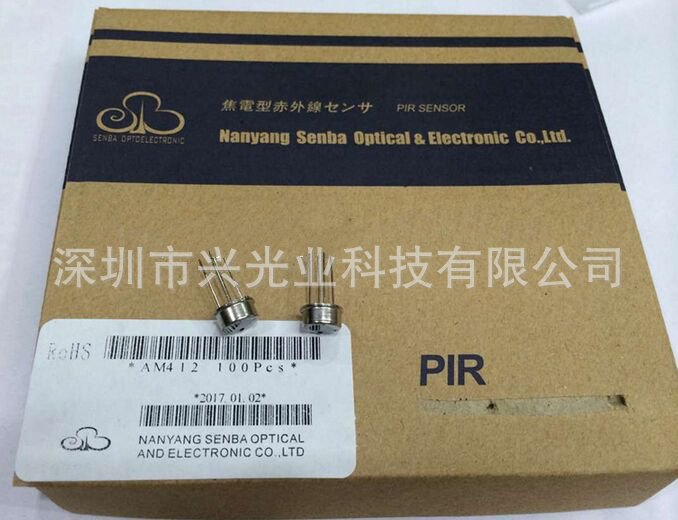 SENBA OPTOELECTRONIC
焦電型赤外線センサ PIR SENSOR
Nanyang Senba Optical & Electronic Co.,Ltd.
深圳市兴光业科技有限公司
RoHS
*AM412 100Pcs*
PIR
*2017.01.02*
NANYANG SENBA OPTICAL
AND ELECTRONIC CO.,LTD